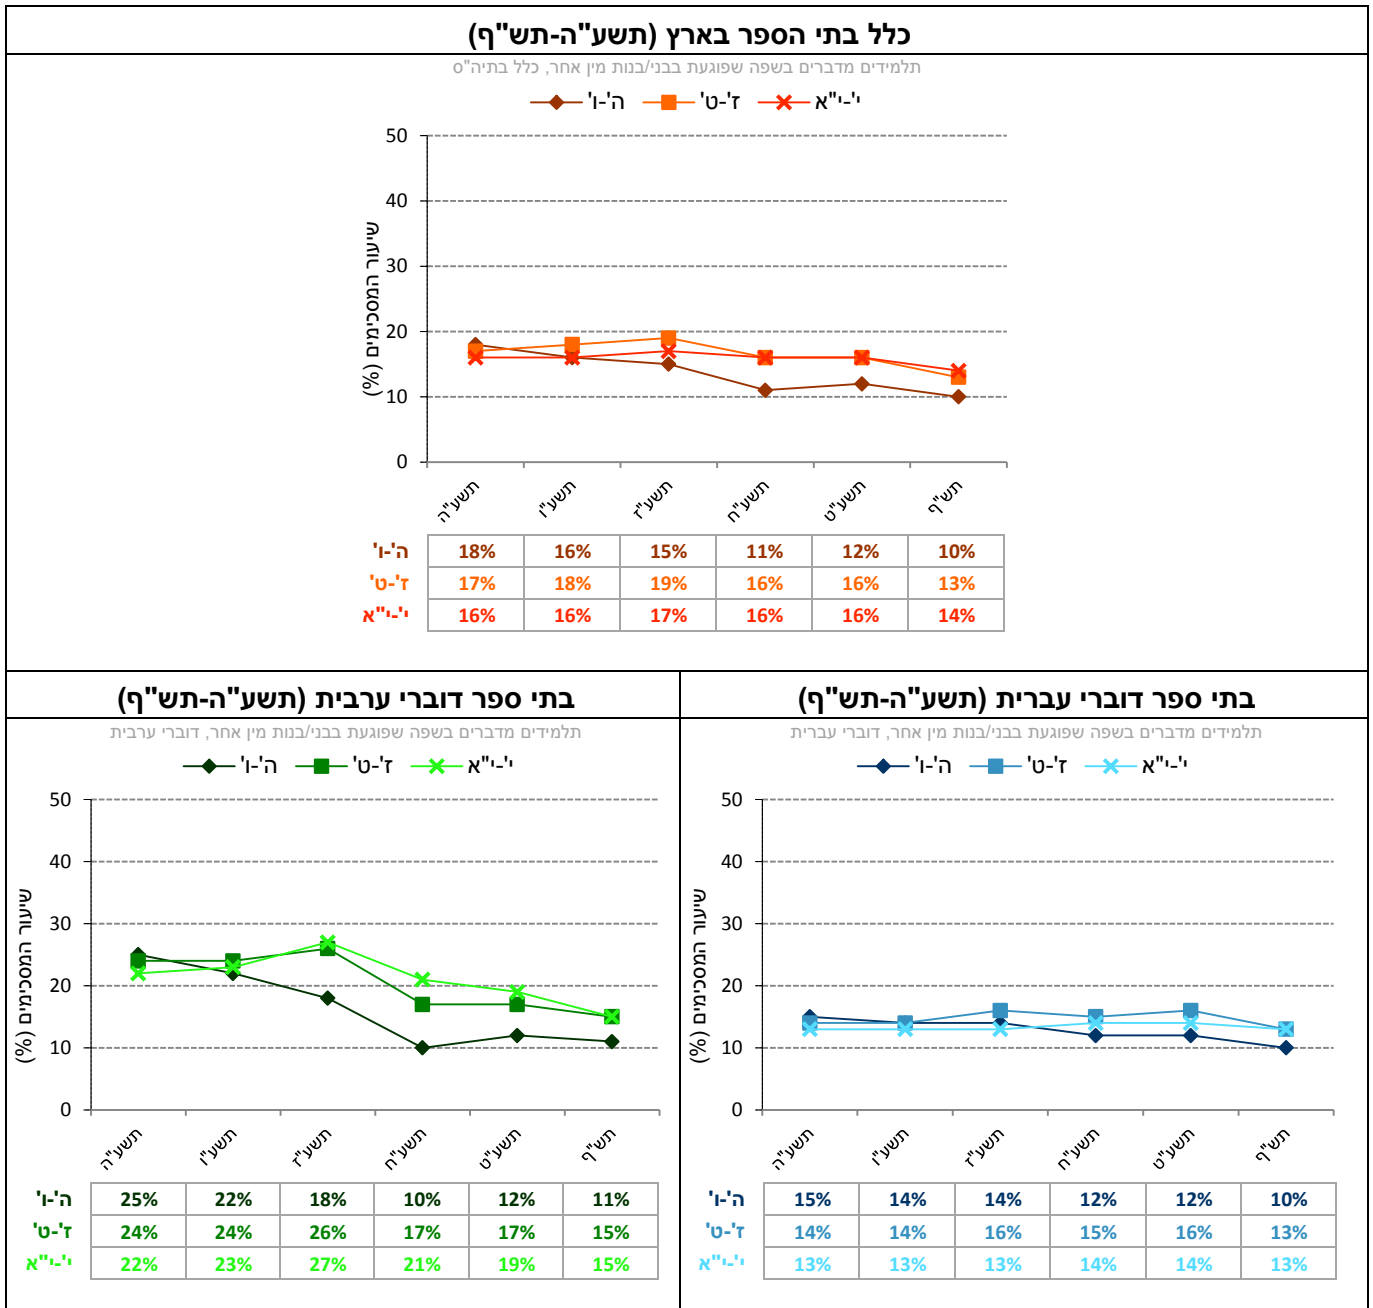 כלל בתי הספר בארץ (תשע"ה-תש"ף)
תלמידים מדברים בשפה שפוגעת בבני/בנות מין אחר, כלל בתיה"ס
ה'-ו' ז'-ט' י'-י"א
שיעור המסכימים (%)
50
40
30
20
10
0
תשע"ה תשע"ו תשע"ז תשע"ח תשע"ט תש"ף
ה'-ו' 18% 16% 15% 11% 12% 10%
ז'-ט' 17% 18% 19% 16% 16% 13%
י'-י"א 16% 16% 17% 16% 16% 14%
בתי ספר דוברי עברית (תשע"ה-תש"ף)
תלמידים מדברים בשפה שפוגעת בבני/בנות מין אחר, דוברי עברית
ה'-ו' ז'-ט' י'-י"א
שיעור המסכימים (%)
50
40
30
20
10
0
תשע"ה תשע"ו תשע"ז תשע"ח תשע"ט תש"ף
ה'-ו' 15% 14% 14% 12% 12% 10%
ז'-ט' 14% 14% 16% 15% 16% 13%
י'-י"א 13% 13% 13% 14% 14% 13%
בתי ספר דוברי ערבית (תשע"ה-תש"ף)
תלמידים מדברים בשפה שפוגעת בבני/בנות מין אחר, דוברי ערבית
ה'-ו' ז'-ט' י'-י"א
שיעור המסכימים (%)
50
40
30
20
10
0
תשע"ה תשע"ו תשע"ז תשע"ח תשע"ט תש"ף
ה'-ו' 25% 22% 18% 10% 12% 11%
ז'-ט' 24% 24% 26% 17% 17% 15%
י'-י"א 22% 23% 27% 21% 19% 15%